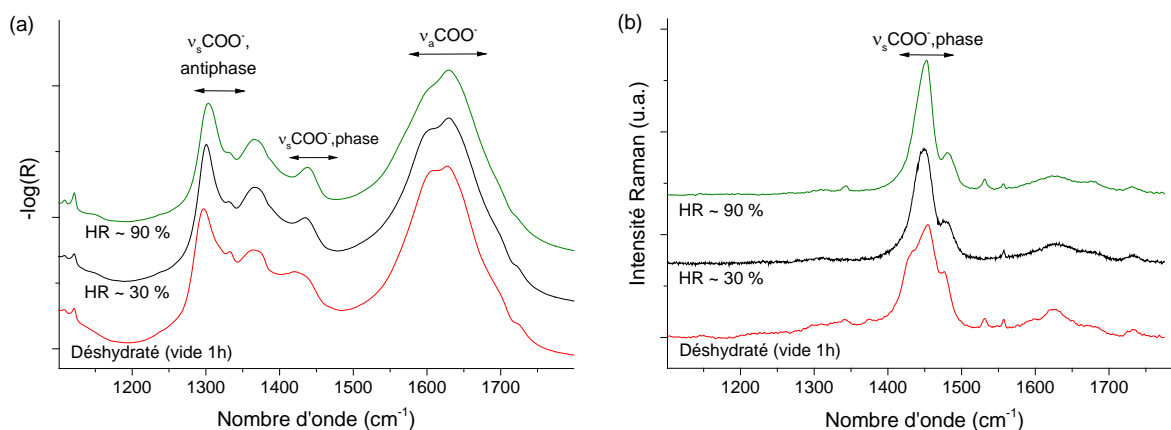 (a)
νsCOO-,
antiphase
νaCOO-
νsCOO-,phase
-log(R)
HR ~ 90 %
HR ~ 30 %
Déshydraté (vide 1h)
1200 1300 1400 1500 1600 1700
Nombre d'onde (cm-1)
(b)
νsCOO-,phase
Intensité Raman (u.a.)
HR ~ 90 %
HR ~ 30 %
Déshydraté (vide 1h)
1200 1300 1400 1500 1600 1700
Nombre d'onde (cm-1)